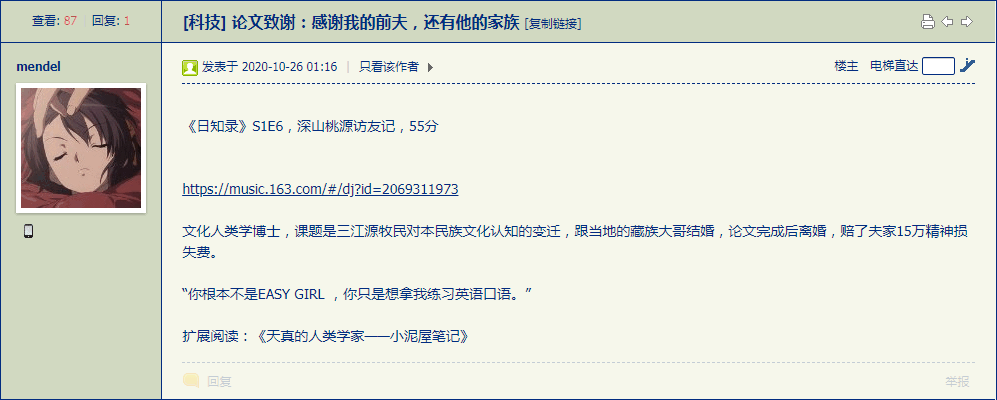 查看: 87 | 回复: 1
[科技] 论文致谢：感谢我的前夫，还有他的家族 [复制链接]
mendel
发表于 2020-10-26 01:16 | 只看该作者
楼主 电梯直达
《日知录》S1E6，深山桃源访友记，55分
https://music.163.com/#/dj?id=2069311973
文化人类学博士，课题是三江源牧民对本民族文化认知的变迁，跟当地的藏族大哥结婚，论文完成后离婚，赔了夫家15万精神损
失费。
“你根本不是EASY GIRL ，你只是想拿我练习英语口语。”
扩展阅读：《天真的人类学家——小泥屋笔记》
回复
举报